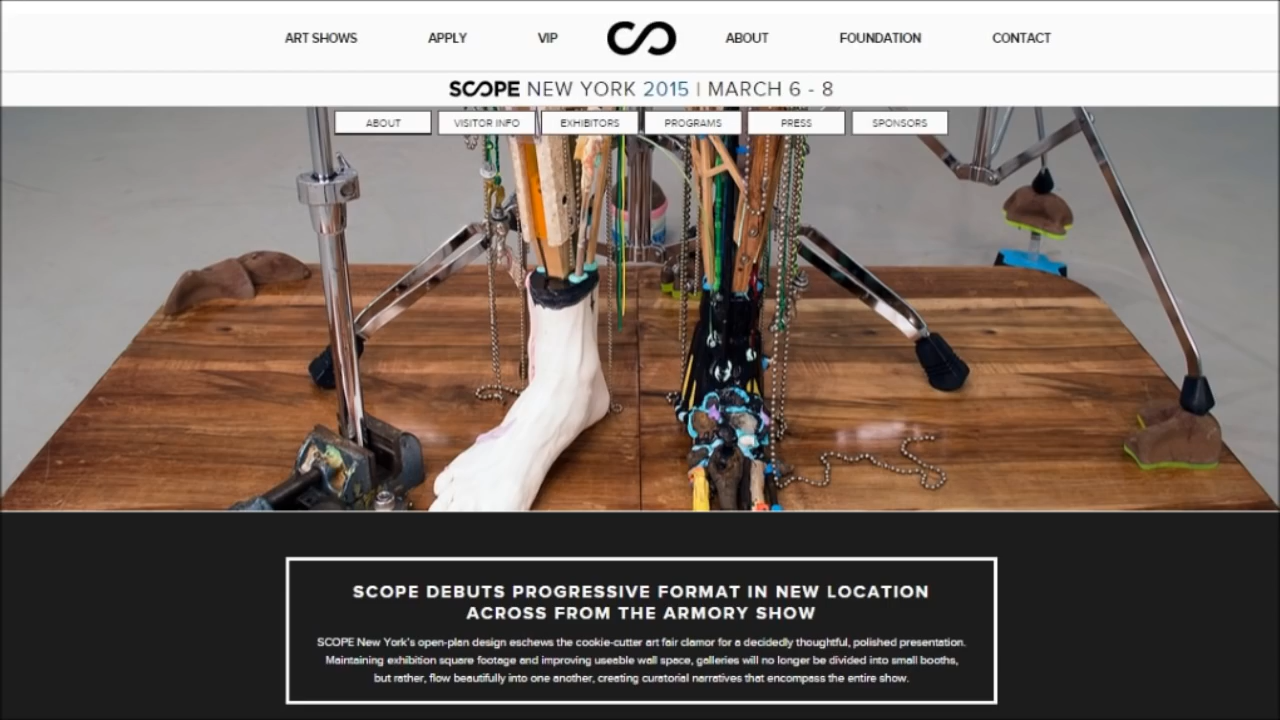 ART SHOWS APPLY VIP ABOUT FOUNDATION CONTACT
SCOPE NEW YORK 2015 | MARCH 6 - 8
ABOUT VISITOR INFO EXHIBITORS PROGRAMS PRESS SPONSORS
SCOPE DEBUTS PROGRESSIVE FORMAT IN NEW LOCATION
ACROSS FROM THE ARMORY SHOW
SCOPE New York's open-plan design eschews the cookie-cutter art fair clamor for a decidedly thoughtful, polished presentation.
Maintaining exhibition square footage and improving useable wall space, galleries will no longer be divided into small booths,
but rather, flow beautifully into one another, creating curatorial narratives that encompass the entire show.